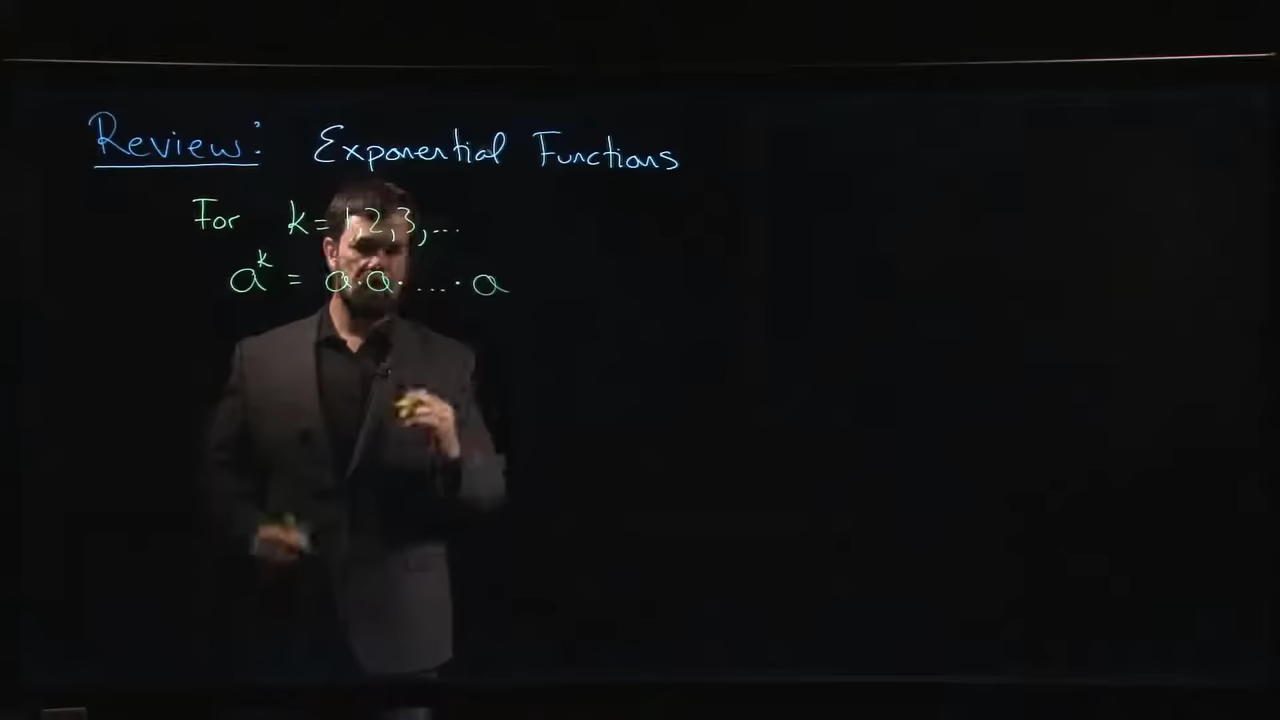 Review: Exponential Functions
For k = 1,2,3,...
a^k = a·a·....·a